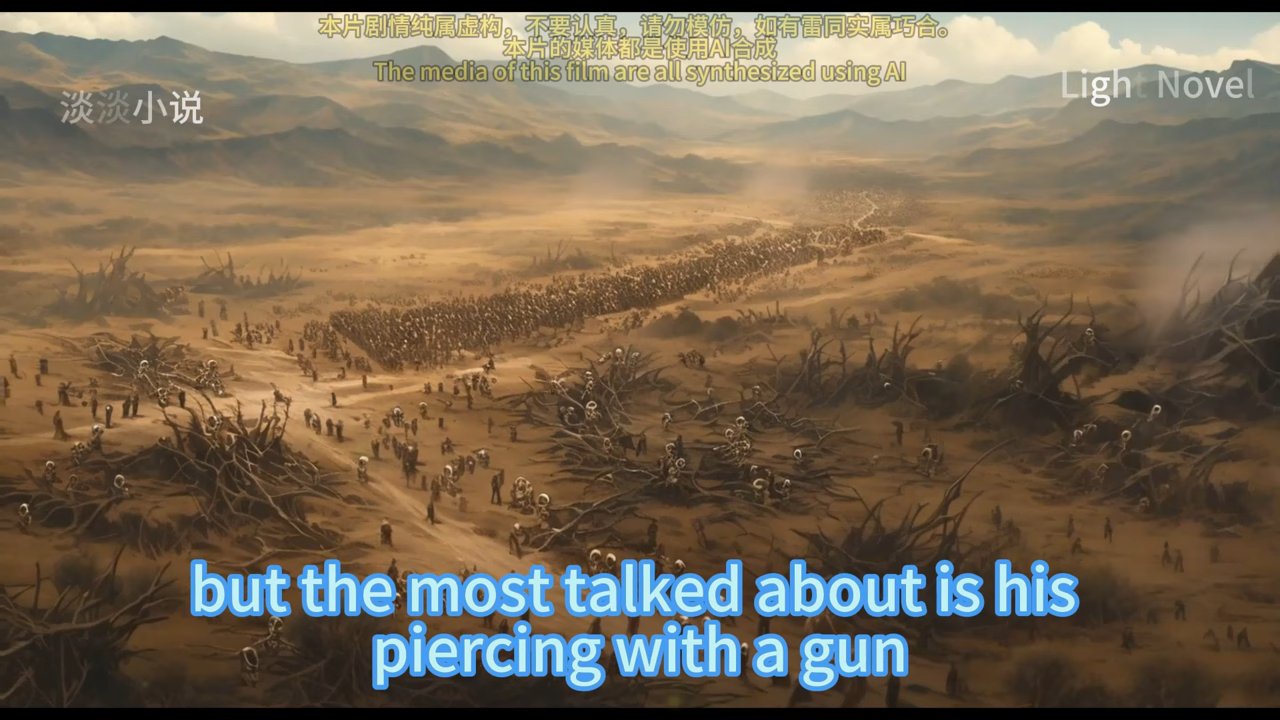 本片剧情纯属虚构，不要认真，请勿模仿，如有雷同实属巧合。
本片的媒体都是使用AI合成
The media of this film are all synthesized using AI
淡淡小说
Light Novel
but the most talked about is his
piercing with a gun